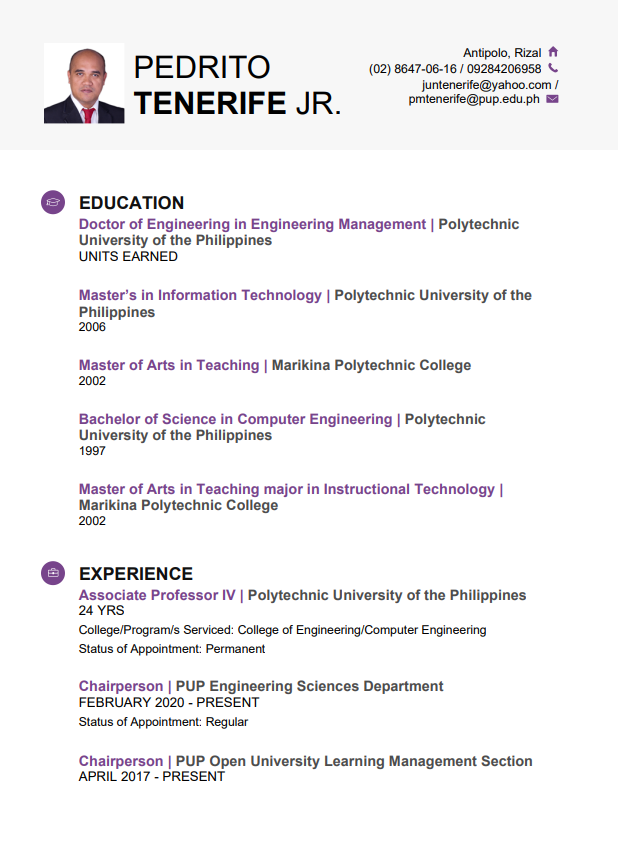 PEDRITO
TENERIFE JR.
Antipolo, Rizal
(02) 8647-06-16 / 09284206958
juntenerife@yahoo.com /
pmtenerife@pup.edu.ph
EDUCATION
Doctor of Engineering in Engineering Management | Polytechnic
University of the Philippines
UNITS EARNED
Master’s in Information Technology | Polytechnic University of the
Philippines
2006
Master of Arts in Teaching | Marikina Polytechnic College
2002
Bachelor of Science in Computer Engineering | Polytechnic
University of the Philippines
1997
Master of Arts in Teaching major in Instructional Technology |
Marikina Polytechnic College
2002
EXPERIENCE
Associate Professor IV | Polytechnic University of the Philippines
24 YRS
College/Program/s Serviced: College of Engineering/Computer Engineering
Status of Appointment: Permanent
Chairperson | PUP Engineering Sciences Department
FEBRUARY 2020 - PRESENT
Status of Appointment: Regular
Chairperson | PUP Open University Learning Management Section
APRIL 2017 - PRESENT